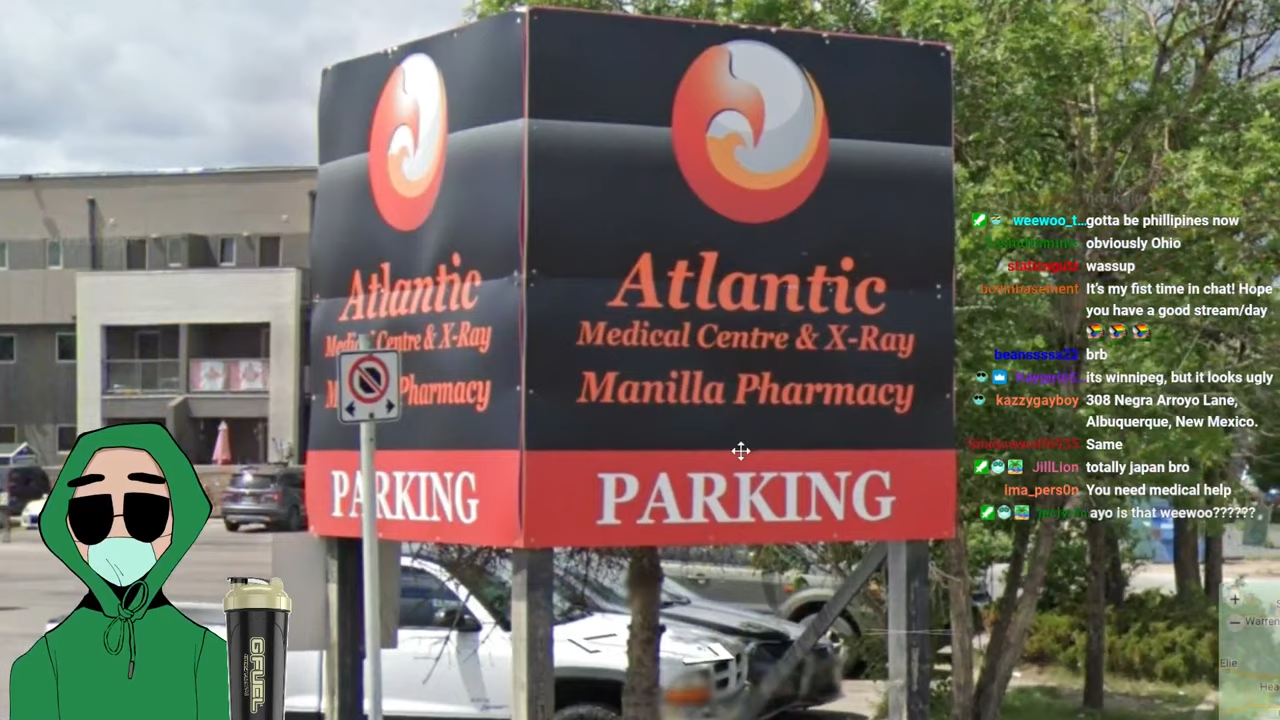 Atlantic
Medical Centre & X-Ray
Pharmacy
PARKING
Atlantic
Medical Centre & X-Ray
Manilla Pharmacy
PARKING
weewoo_t... gotta be phillipines now
obviously Ohio
wassup
It's my fist time in chat! Hope
you have a good stream/day
beanssssa22 brb
its winnipeg, but it looks ugly
kazzygayboy 308 Negra Arroyo Lane,
Albuquerque, New Mexico.
Same
JillLion totally japan bro
Ima_pers0n You need medical help
ayo is that weewoo??????
G FUEL
Elie